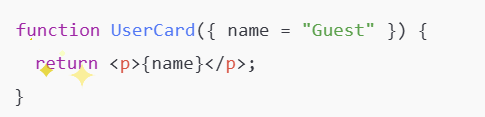 function UserCard({ name = "Guest" }) {
  return <p>{name}</p>;
}